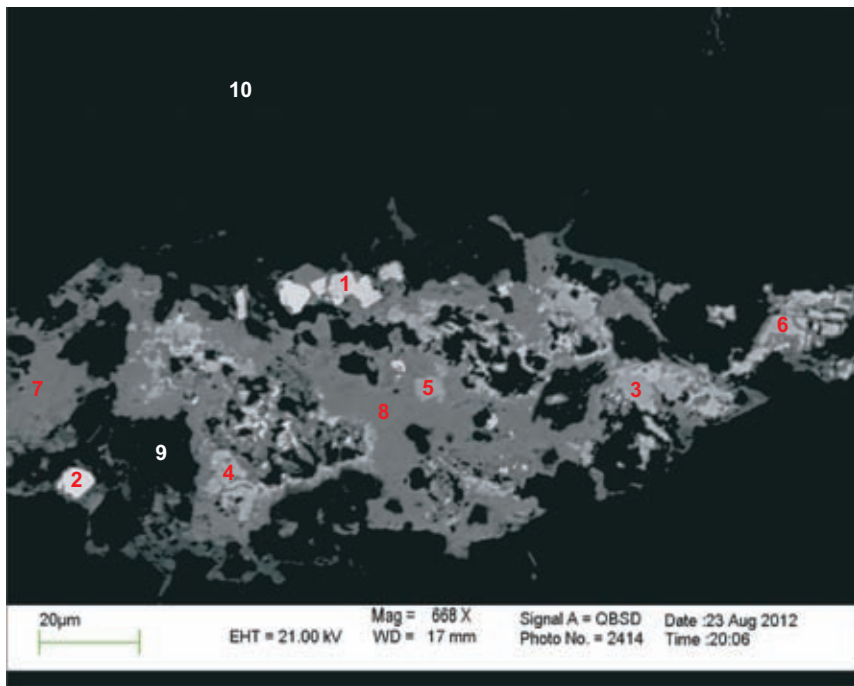 10
1
6
7
5
3
8
9
4
2
20µm
EHT = 21.00 kV
Mag = 668 X
WD = 17 mm
Signal A = QBSD
Photo No. = 2414
Date :23 Aug 2012
Time :20:06